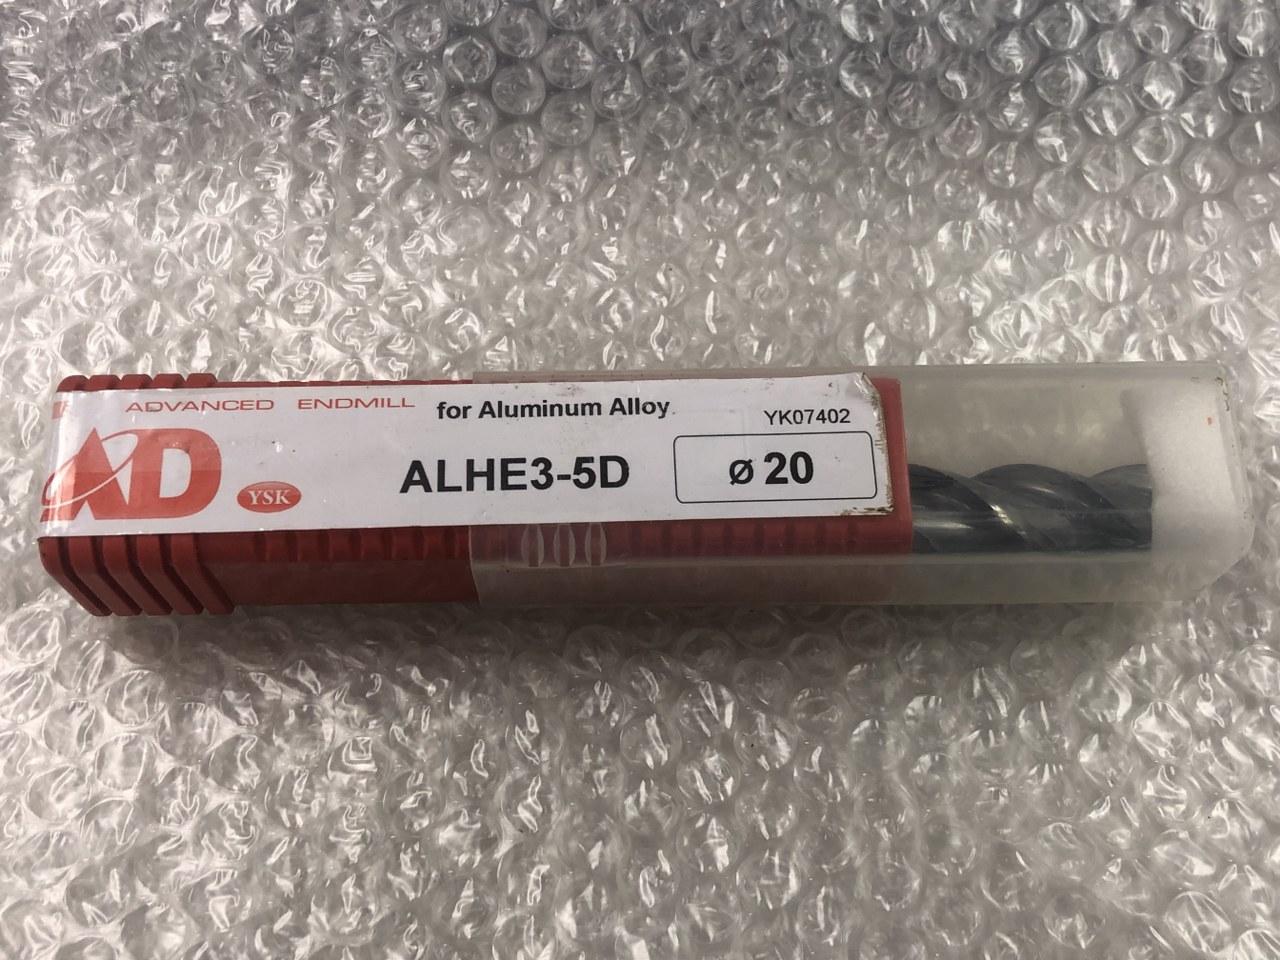 ADVANCED ENDMILL for Aluminum Alloy
YK07402
AD
YSK
ALHE3-5D
ø 20